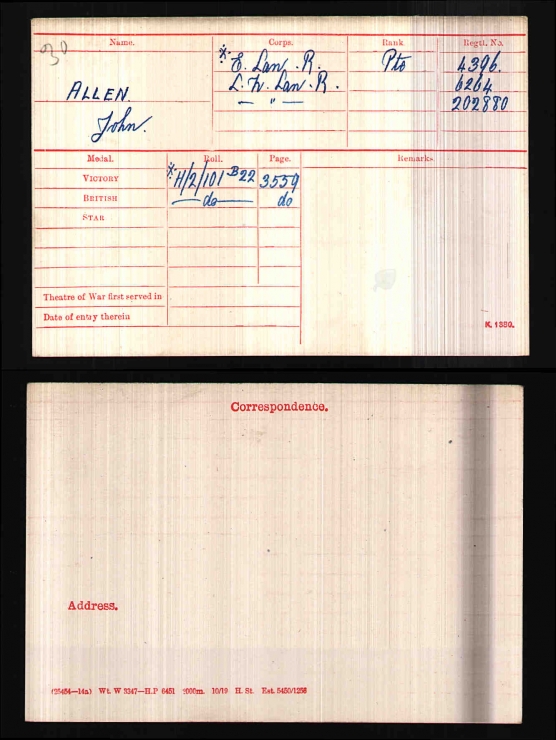 30
Name. Corps. Rank Regtl. No.
* E. Lan. R. Pte 4396.
L. N. Lan. R. 6264
ALLEN. — " — 202880
John.
Medal. Roll. Page. Remarks.
VICTORY * H/2/101 B22 3559
BRITISH — do — do
STAR
Theatre of War first served in
Date of entry therein
K. 1380.
Correspondence.
Address.
(25454—14a) Wt. W 3347—H.P 6451 2000m. 10/19 H. St. Est. 5450/1256